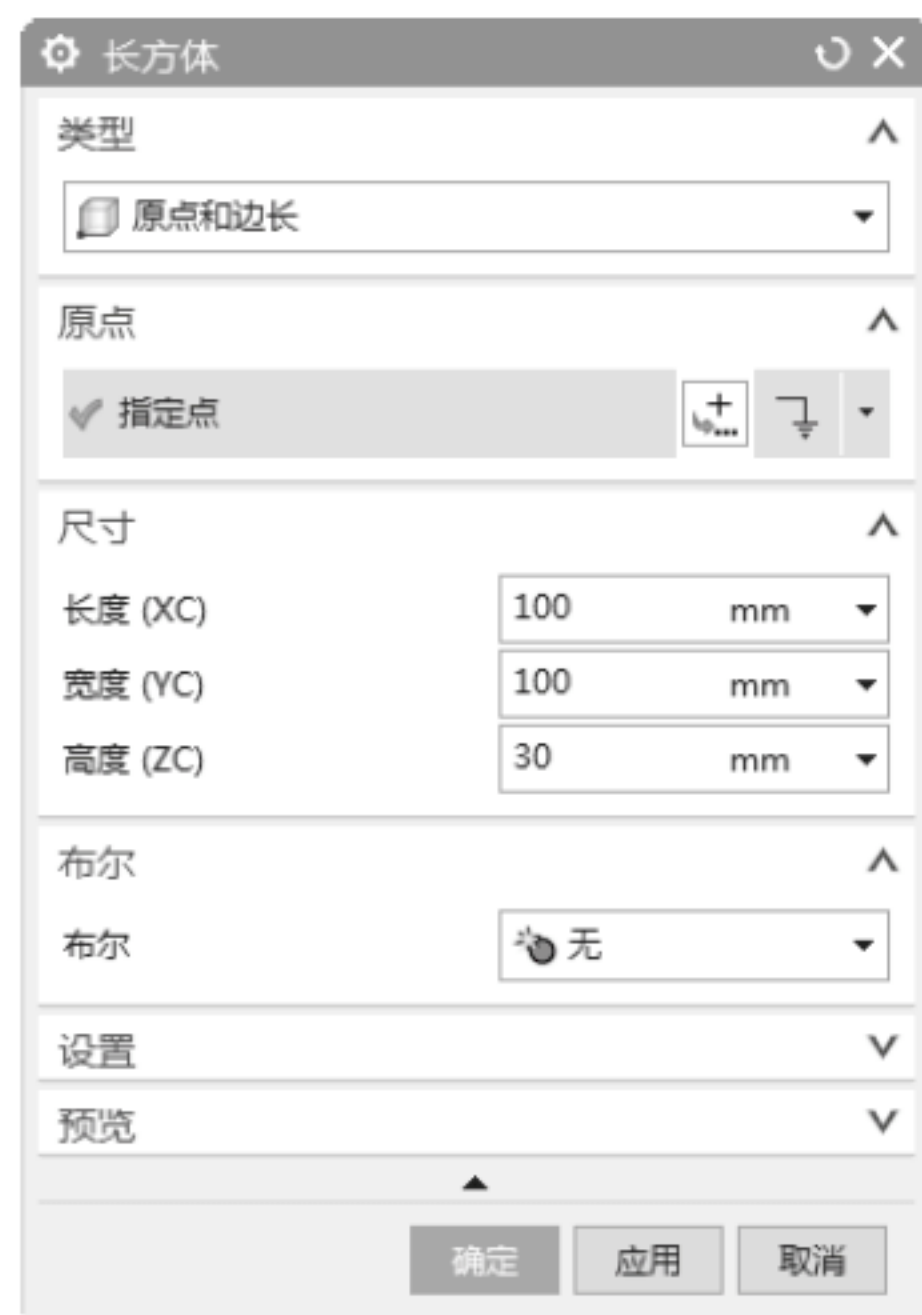 长方体
类型
原点和边长
原点
指定点
尺寸
长度 (XC) 100 mm
宽度 (YC) 100 mm
高度 (ZC) 30 mm
布尔
布尔 无
设置
预览
确定 应用 取消